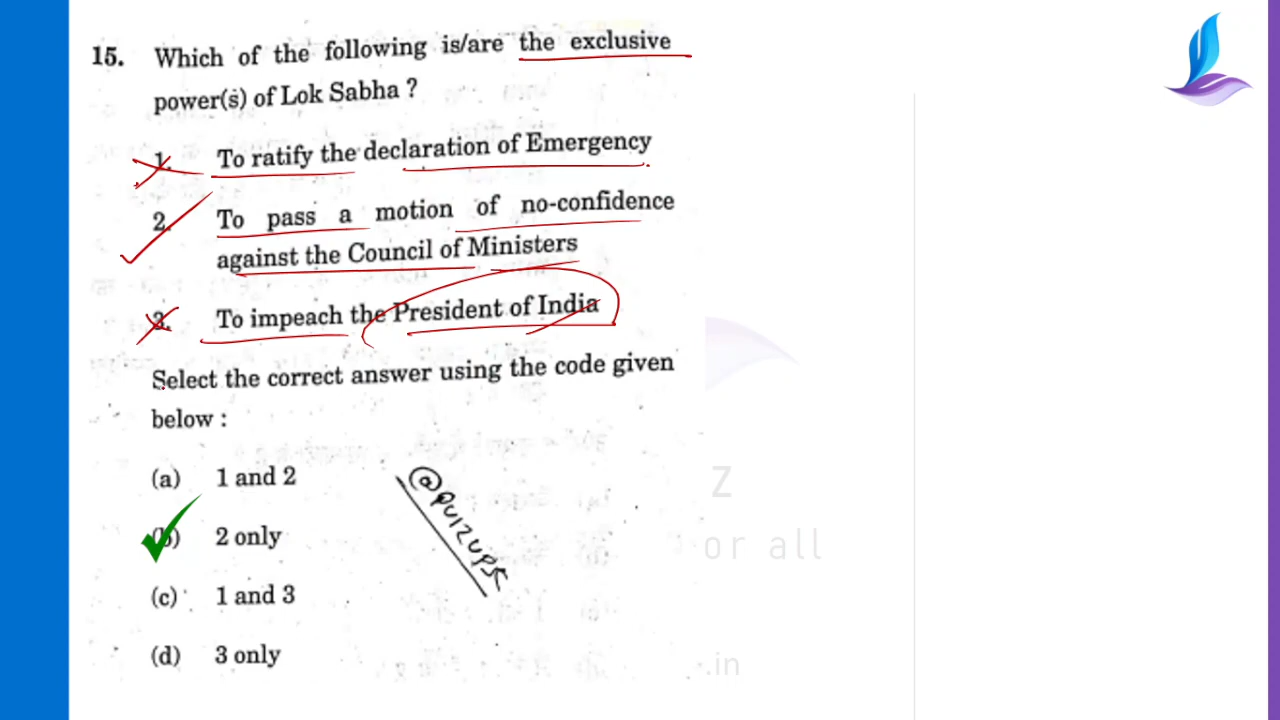 15. Which of the following is/are the exclusive
power(s) of Lok Sabha ?
1. To ratify the declaration of Emergency
2. To pass a motion of no-confidence
against the Council of Ministers
3. To impeach the President of India
Select the correct answer using the code given
below :
(a) 1 and 2
(b) 2 only
(c) 1 and 3
(d) 3 only
z
or all
.in